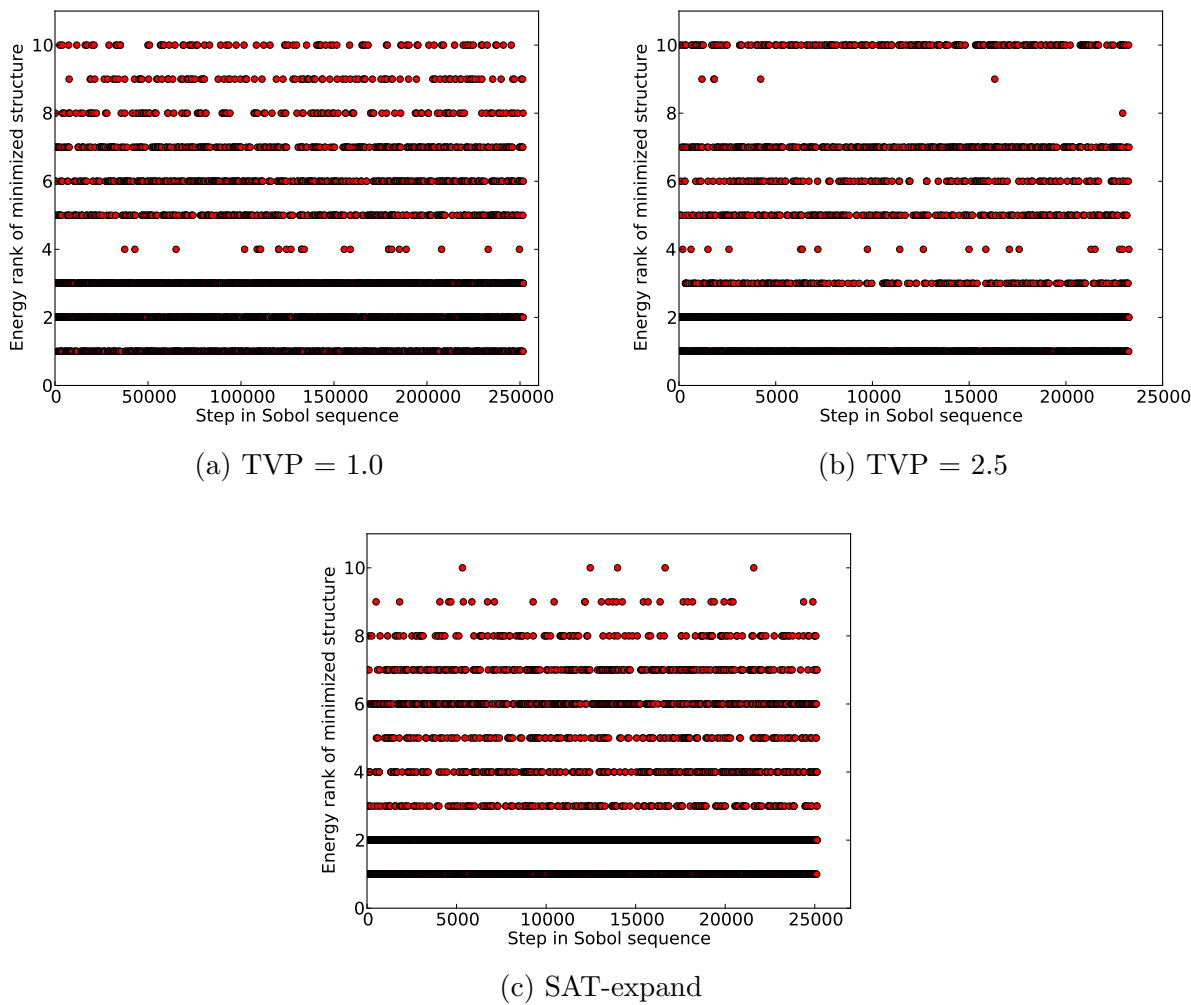 Energy rank of minimized structure
10
8
6
4
2
0
0 50000 100000 150000 200000 250000
Step in Sobol sequence
(a) TVP = 1.0
Energy rank of minimized structure
10
8
6
4
2
0
0 5000 10000 15000 20000 25000
Step in Sobol sequence
(b) TVP = 2.5
Energy rank of minimized structure
10
8
6
4
2
0
0 5000 10000 15000 20000 25000
Step in Sobol sequence
(c) SAT-expand